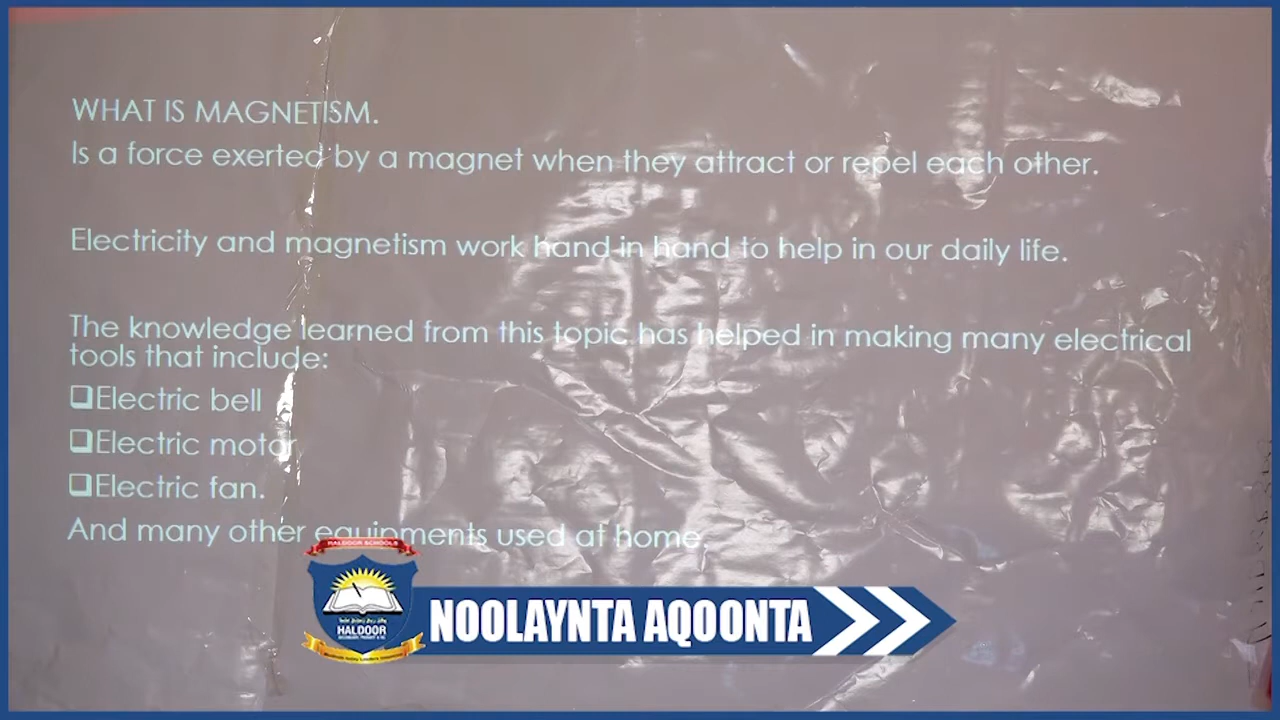 WHAT IS MAGNETISM.
Is a force exerted by a magnet when they attract or repel each other.
Electricity and magnetism work hand in hand to help in our daily life.
The knowledge learned from this topic has helped in making many electrical
tools that include:
❑Electric bell
❑Electric motor
❑Electric fan.
And many other equipments used at home.
HALDOOR SCHOOLS
HALDOOR
NOOLAYNTA AQOONTA